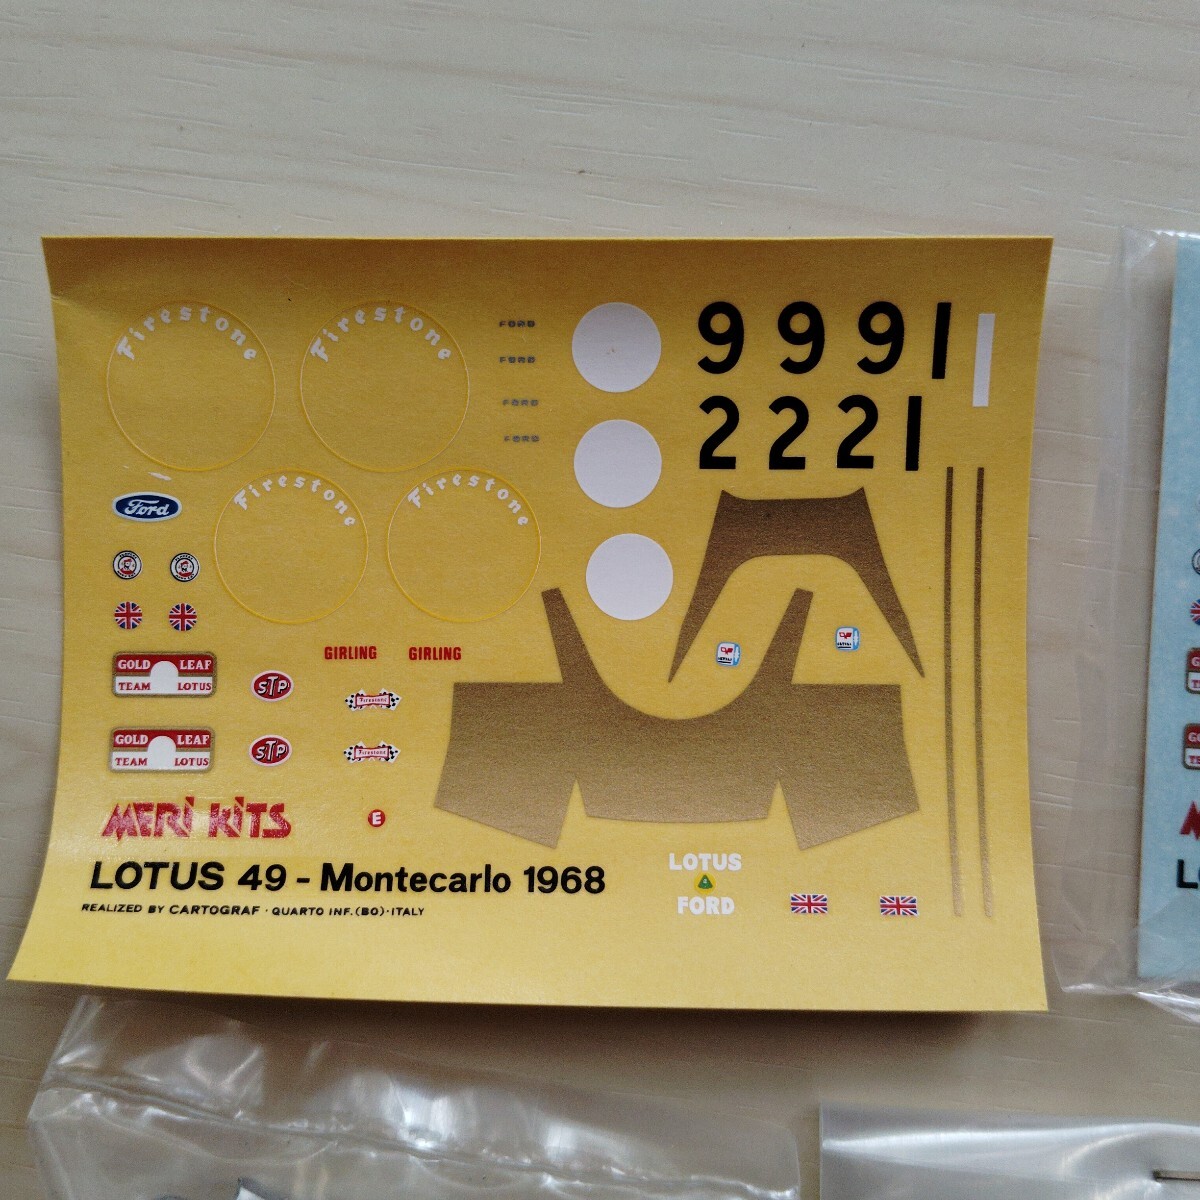 Firestone
Firestone
FORD
FORD
FORD
FORD
9 9 9 1
2 2 2 1
Firestone
Firestone
Ford
GIRLING GIRLING
GOLD LEAF
TEAM LOTUS
STP
Firestone
GOLD LEAF
TEAM LOTUS
STP
Firestone
MERI KITS
E
LOTUS 49 - Montecarlo 1968
REALIZED BY CARTOGRAF · QUARTO INF. (BO) · ITALY
LOTUS
FORD